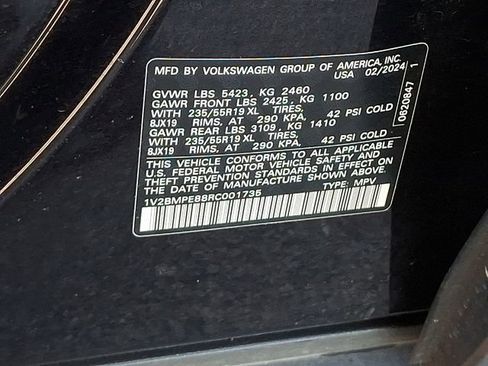 MFD BY VOLKSWAGEN GROUP OF AMERICA, INC.
USA 02/2024
GVWR LBS 5423, KG 2460
GAWR FRONT LBS 2425, KG 1100
WITH 235/55R19 XL TIRES,
8JX19 RIMS, AT 290 KPA, 42 PSI COLD
GAWR REAR LBS 3109, KG 1410
WITH 235/55R19 XL TIRES,
8JX19 RIMS, AT 290 KPA, 42 PSI COLD
THIS VEHICLE CONFORMS TO ALL APPLICABLE
FEDERAL MOTOR VEHICLE SAFETY AND
THEFT PREVENTION STANDARDS IN EFFECT ON
THE DATE OF MANUFACTURE SHOWN ABOVE.
1V2BMPE88RC001735 TYPE: MPV
0620847 1